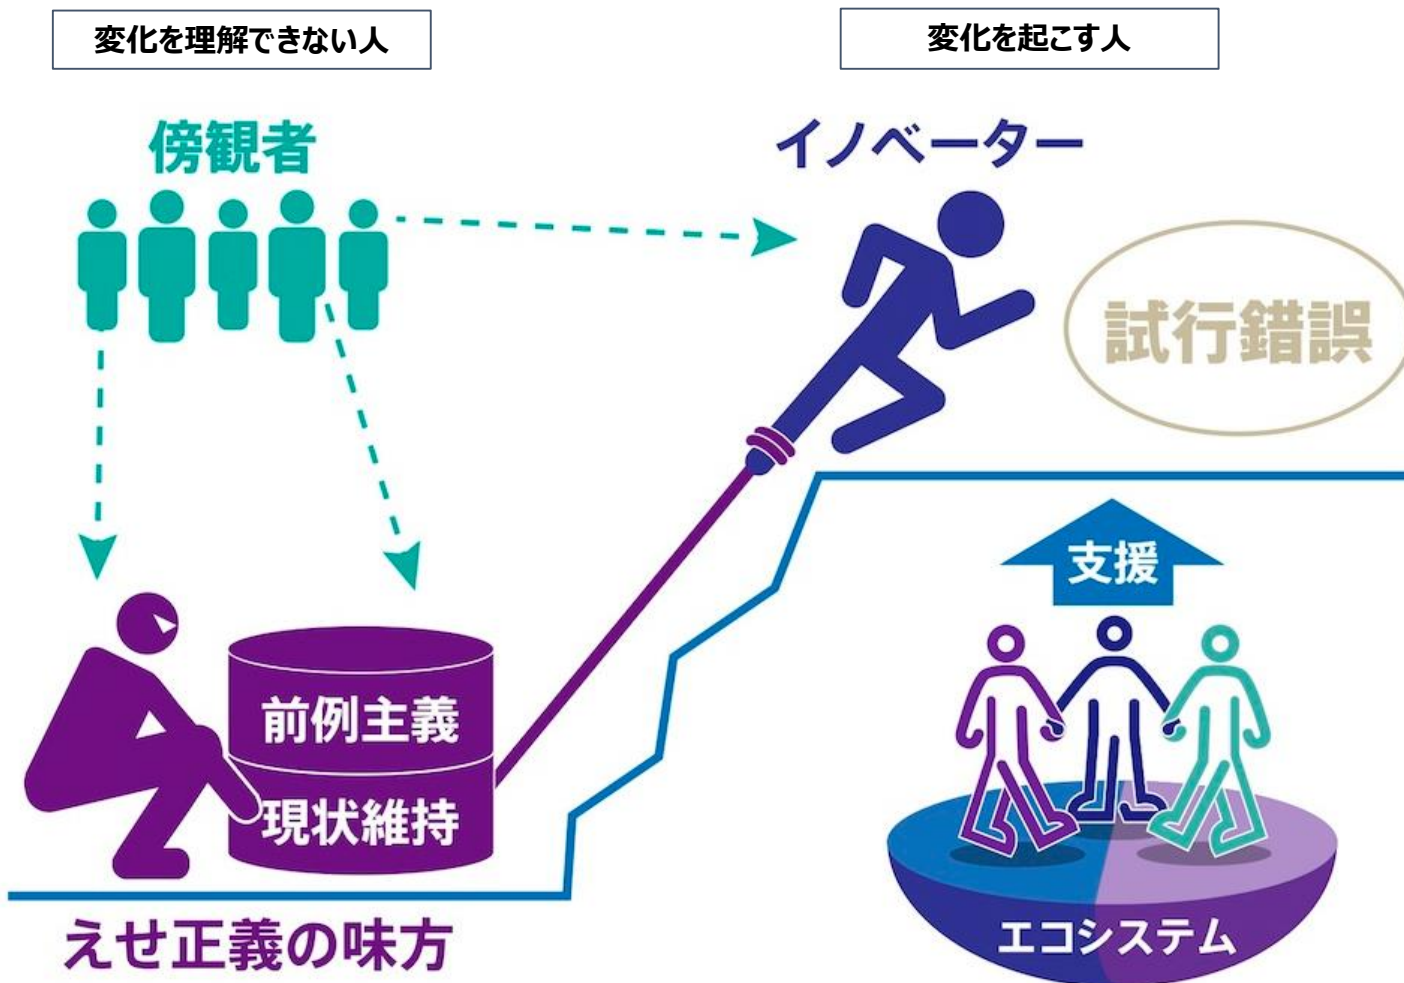 変化を理解できない人
変化を起こす人
傍観者
イノベーター
試行錯誤
支援
前例主義
現状維持
えせ正義の味方
エコシステム